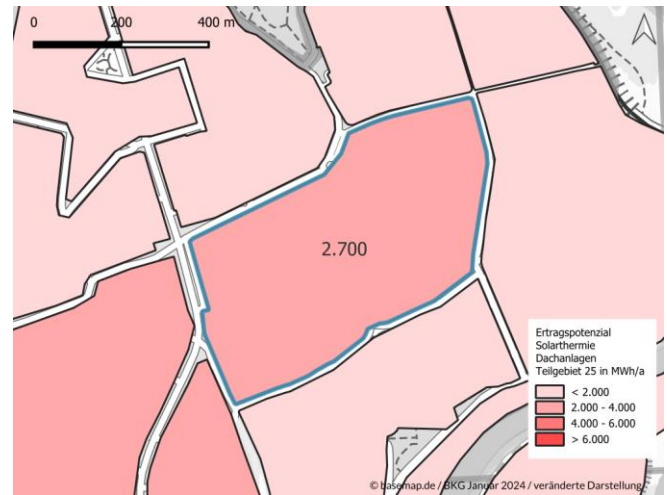 0 200 400 m
2.700
Ertragspotenzial
Solarthermie
Dachanlagen
Teilgebiet 25 in MWh/a
< 2.000
2.000 - 4.000
4.000 - 6.000
> 6.000
© basemap.de / BKG Januar 2024 / veränderte Darstellung